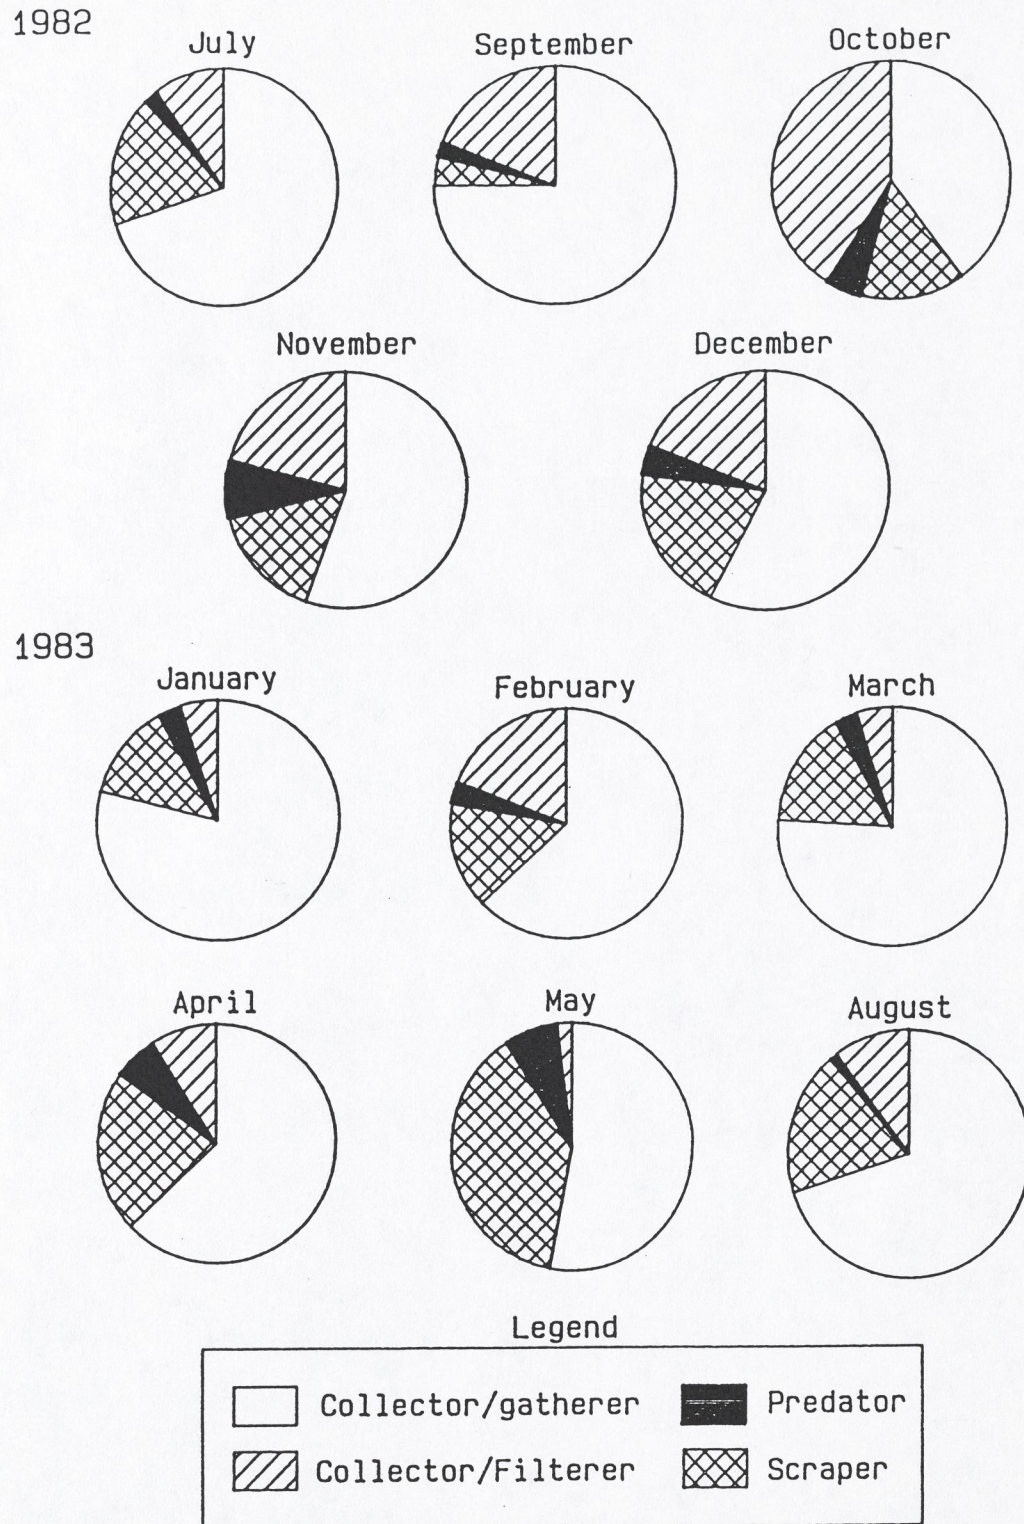 1982
July
September
October
November
December
1983
January
February
March
April
May
August
Legend
Collector/gatherer
Predator
Collector/Filterer
Scraper